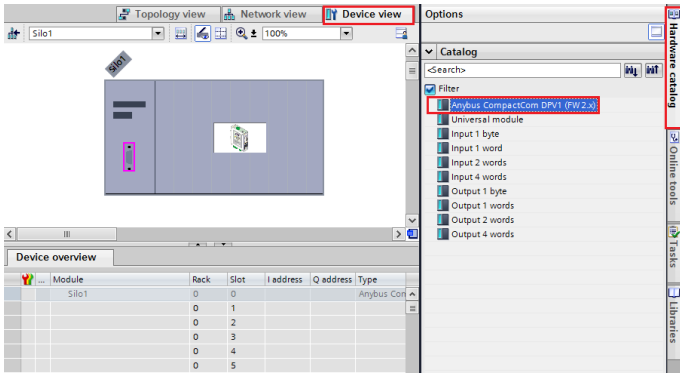 Topology view
Network view
Device view
Options
Silo1
100%
Silo1
Catalog
<Search>
Filter
Anybus CompactCom DPV1 (FW2.x)
Universal module
Input 1 byte
Input 1 word
Input 2 words
Input 4 words
Output 1 byte
Output 1 words
Output 2 words
Output 4 words
Hardware catalog
Online tools
Tasks
Libraries
Device overview
... Module Rack Slot I address Q address Type
Silo1 0 0 Anybus Con
0 1
0 2
0 3
0 4
0 5